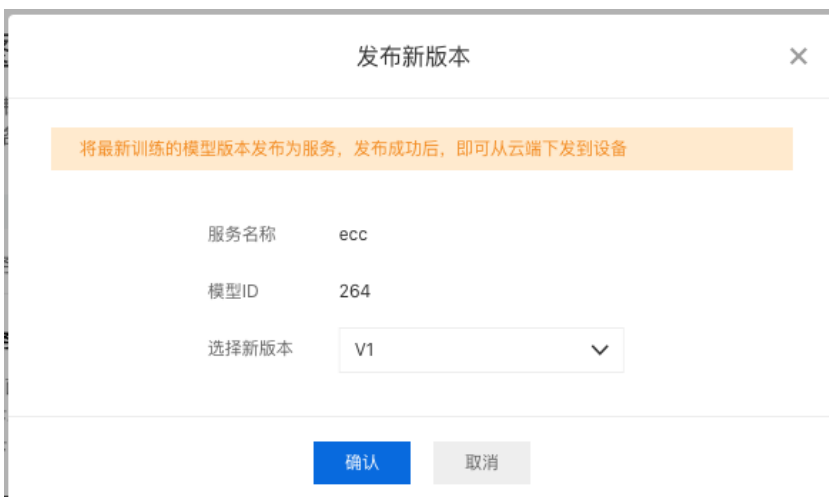 发布新版本
将最新训练的模型版本发布为服务，发布成功后，即可从云端下发到设备
服务名称 ecc
模型ID 264
选择新版本 V1
确认 取消